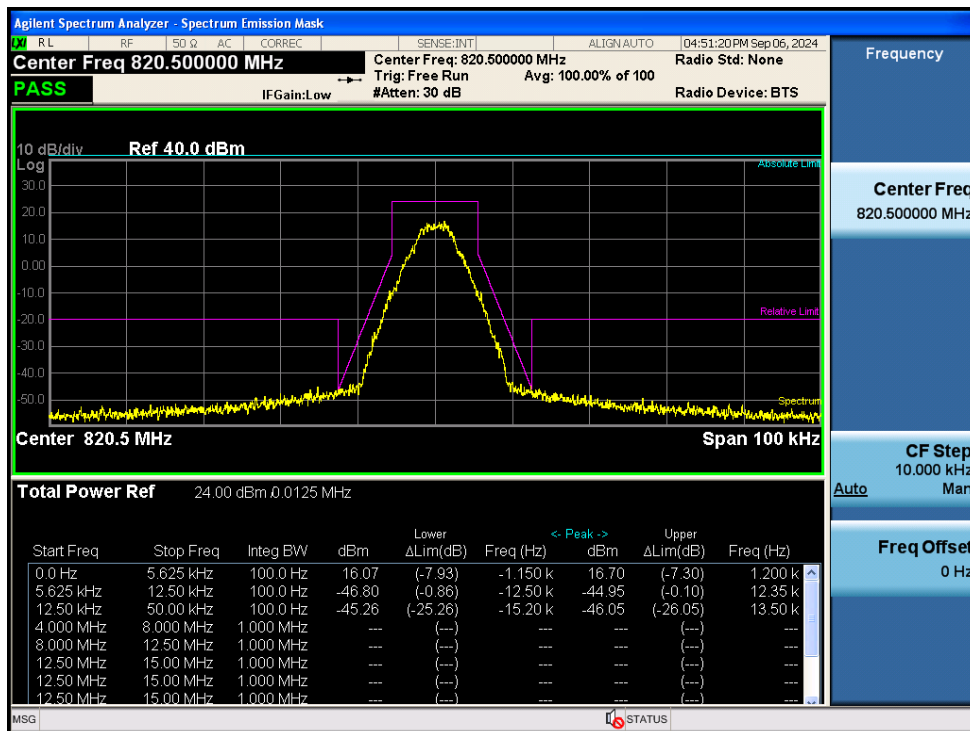 Agilent Spectrum Analyzer - Spectrum Emission Mask
LXI RL RF 50 Ω AC CORREC SENSE:INT ALIGN AUTO 04:51:20 PM Sep 06, 2024
Center Freq 820.500000 MHz
Center Freq: 820.500000 MHz
Radio Std: None
Trig: Free Run Avg: 100.00% of 100
PASS
IFGain:Low
#Atten: 30 dB
Radio Device: BTS
10 dB/div Ref 40.0 dBm
Log
Absolute Limit
30.0
20.0
10.0
0.00
-10.0
-20.0
Relative Limit
-30.0
-40.0
-50.0
Spectrum
Center 820.5 MHz Span 100 kHz
Total Power Ref 24.00 dBm / 0.0125 MHz
Lower <- Peak -> Upper
Start Freq Stop Freq Integ BW dBm ΔLim(dB) Freq (Hz) dBm ΔLim(dB) Freq (Hz)
0.0 Hz 5.625 kHz 100.0 Hz 16.07 (-7.93) -1.150 k 16.70 (-7.30) 1.200 k
5.625 kHz 12.50 kHz 100.0 Hz -46.80 (-0.86) -12.50 k -44.95 (-0.10) 12.35 k
12.50 kHz 50.00 kHz 100.0 Hz -45.26 (-25.26) -15.20 k -46.05 (-26.05) 13.50 k
4.000 MHz 8.000 MHz 1.000 MHz --- (---) --- --- (---) ---
8.000 MHz 12.50 MHz 1.000 MHz --- (---) --- --- (---) ---
12.50 MHz 15.00 MHz 1.000 MHz --- (---) --- --- (---) ---
12.50 MHz 15.00 MHz 1.000 MHz --- (---) --- --- (---) ---
12.50 MHz 15.00 MHz 1.000 MHz --- (---) --- --- (---) ---
MSG STATUS
Frequency
Center Freq
820.500000 MHz
CF Step
10.000 kHz
Auto Man
Freq Offset
0 Hz